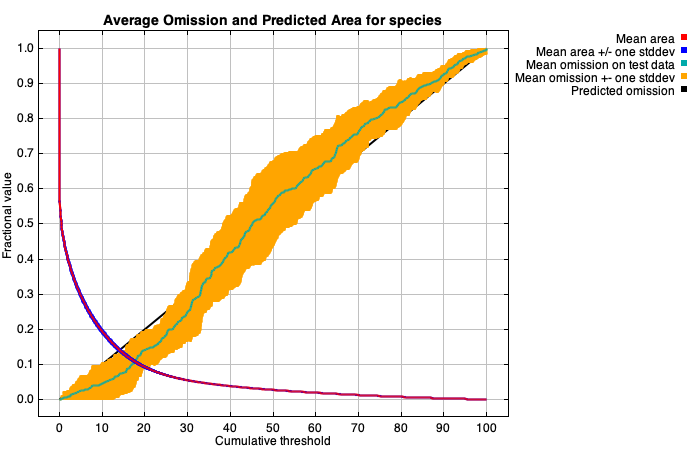 Average Omission and Predicted Area for species
Mean area
Mean area +/- one stddev
Mean omission on test data
Mean omission +- one stddev
Predicted omission
Fractional value
1.0
0.9
0.8
0.7
0.6
0.5
0.4
0.3
0.2
0.1
0.0
0 10 20 30 40 50 60 70 80 90 100
Cumulative threshold